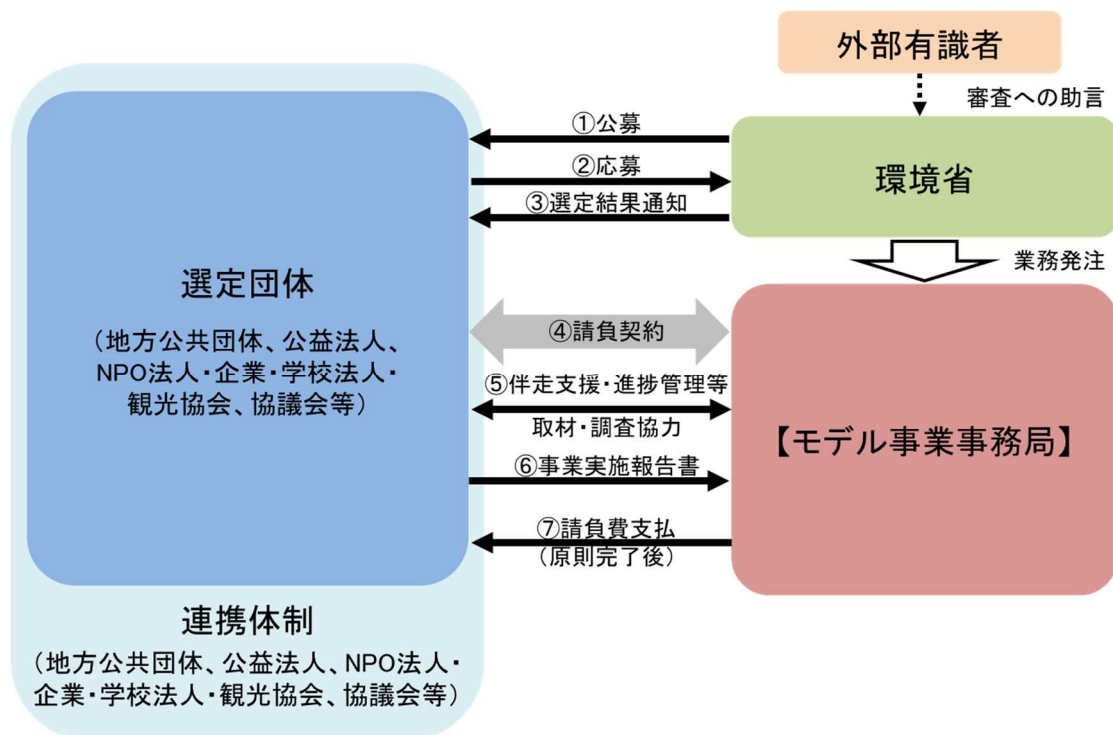 外部有識者
審査への助言
環境省
①公募
②応募
③選定結果通知
業務発注
選定団体
(地方公共団体、公益法人、
NPO法人・企業・学校法人・
観光協会、協議会等)
④請負契約
⑤伴走支援・進捗管理等
取材・調査協力
⑥事業実施報告書
⑦請負費支払
(原則完了後)
【モデル事業事務局】
連携体制
(地方公共団体、公益法人、NPO法人・
企業・学校法人・観光協会、協議会等)